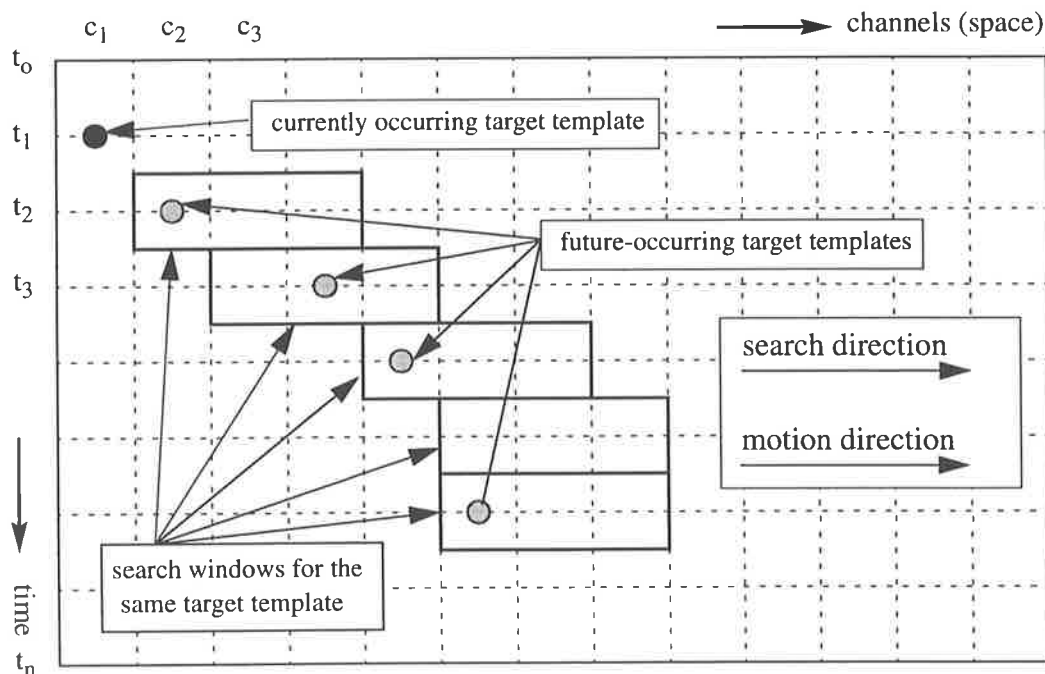 c1 c2 c3 channels (space)
to
t1 currently occurring target template
t2
future-occurring target templates
t3
search direction
motion direction
search windows for the
same target template
time
tn